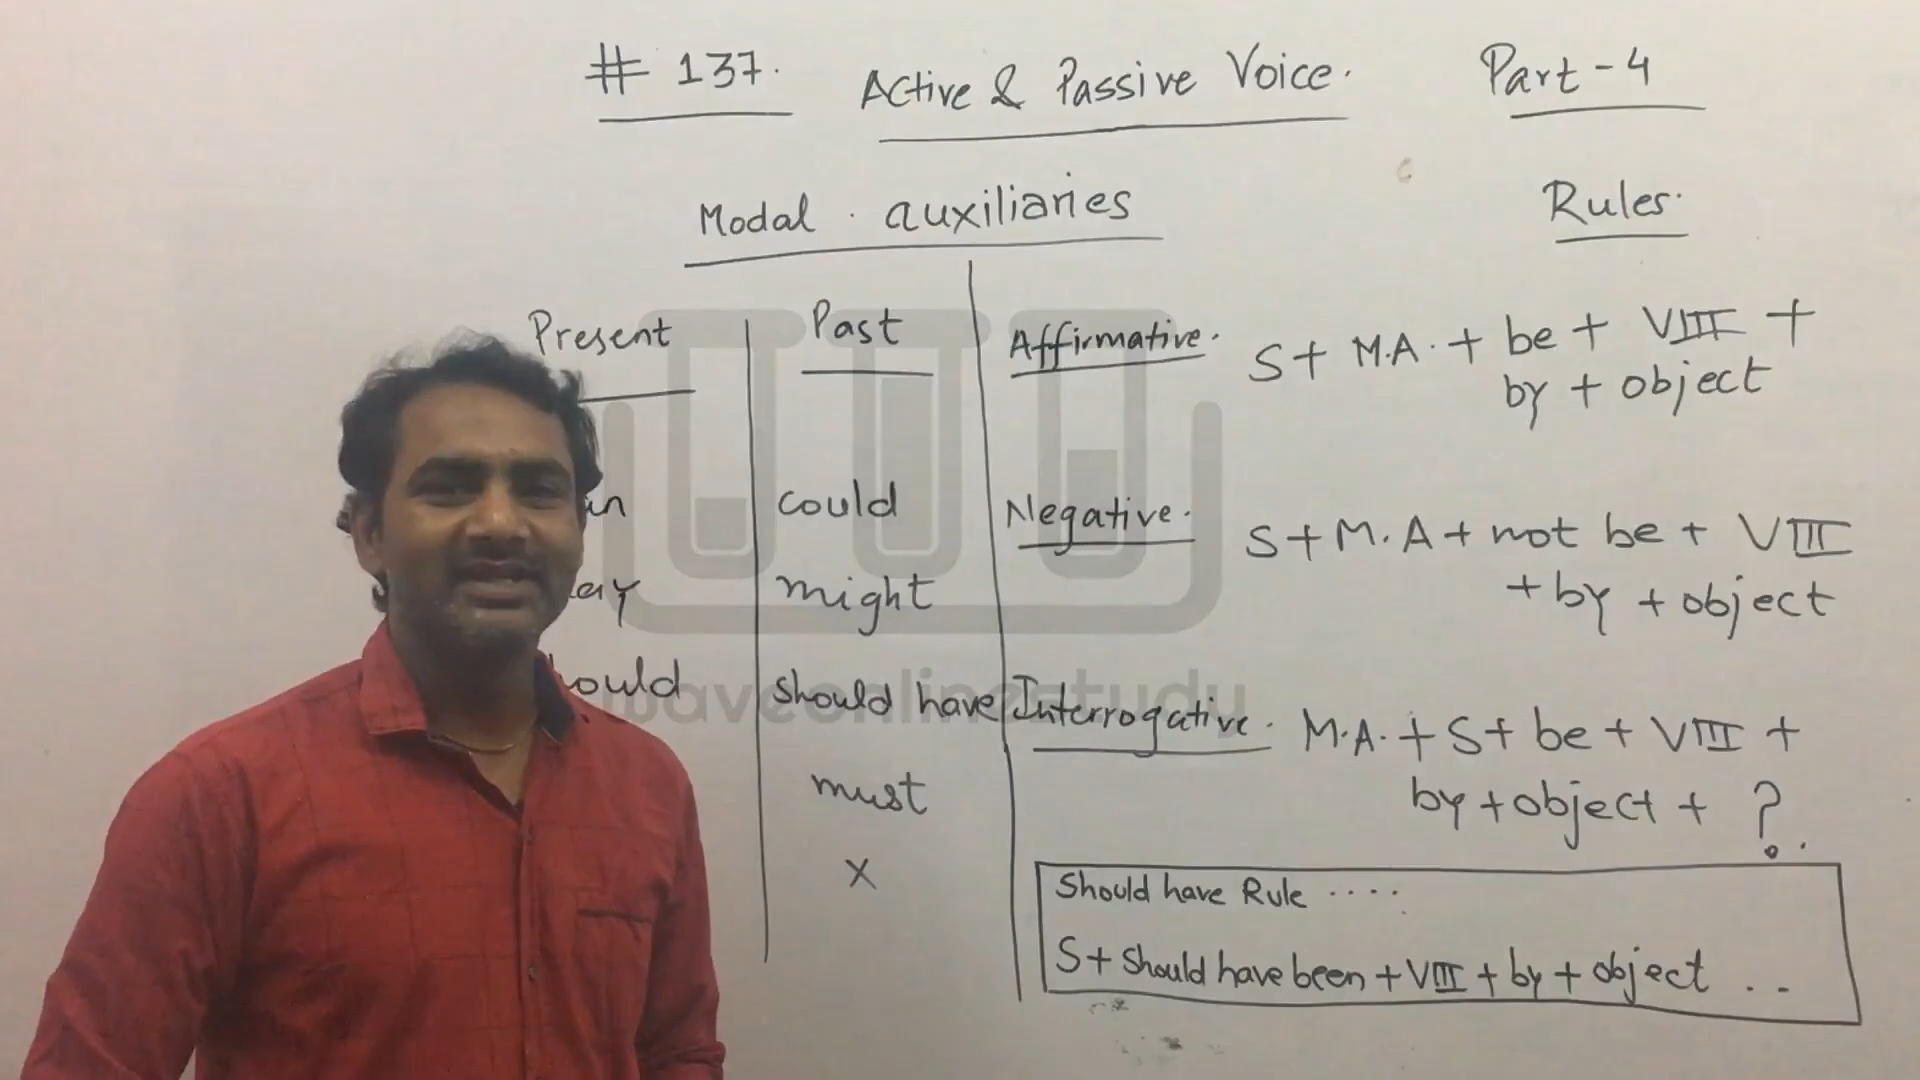 # 137. Active & Passive Voice. Part-4
Modal auxiliaries
Rules.
Present Past
could
might
ould should have
must
X
Affirmative. S + M.A. + be + VIII +
by + object
Negative. S + M.A + not be + VIII
+ by + object
Interrogative. M.A. + S + be + VIII +
by + object + ?
Should have Rule ....
S + Should have been + VIII + by + object ..
waveonlinestudy